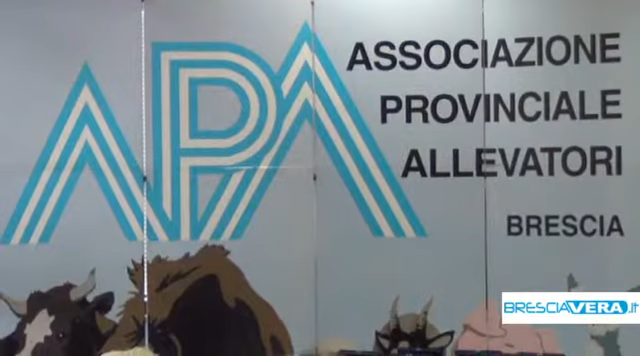 APA
ASSOCIAZIONE
PROVINCIALE
ALLEVATORI
BRESCIA
BRESCIAVERA.it